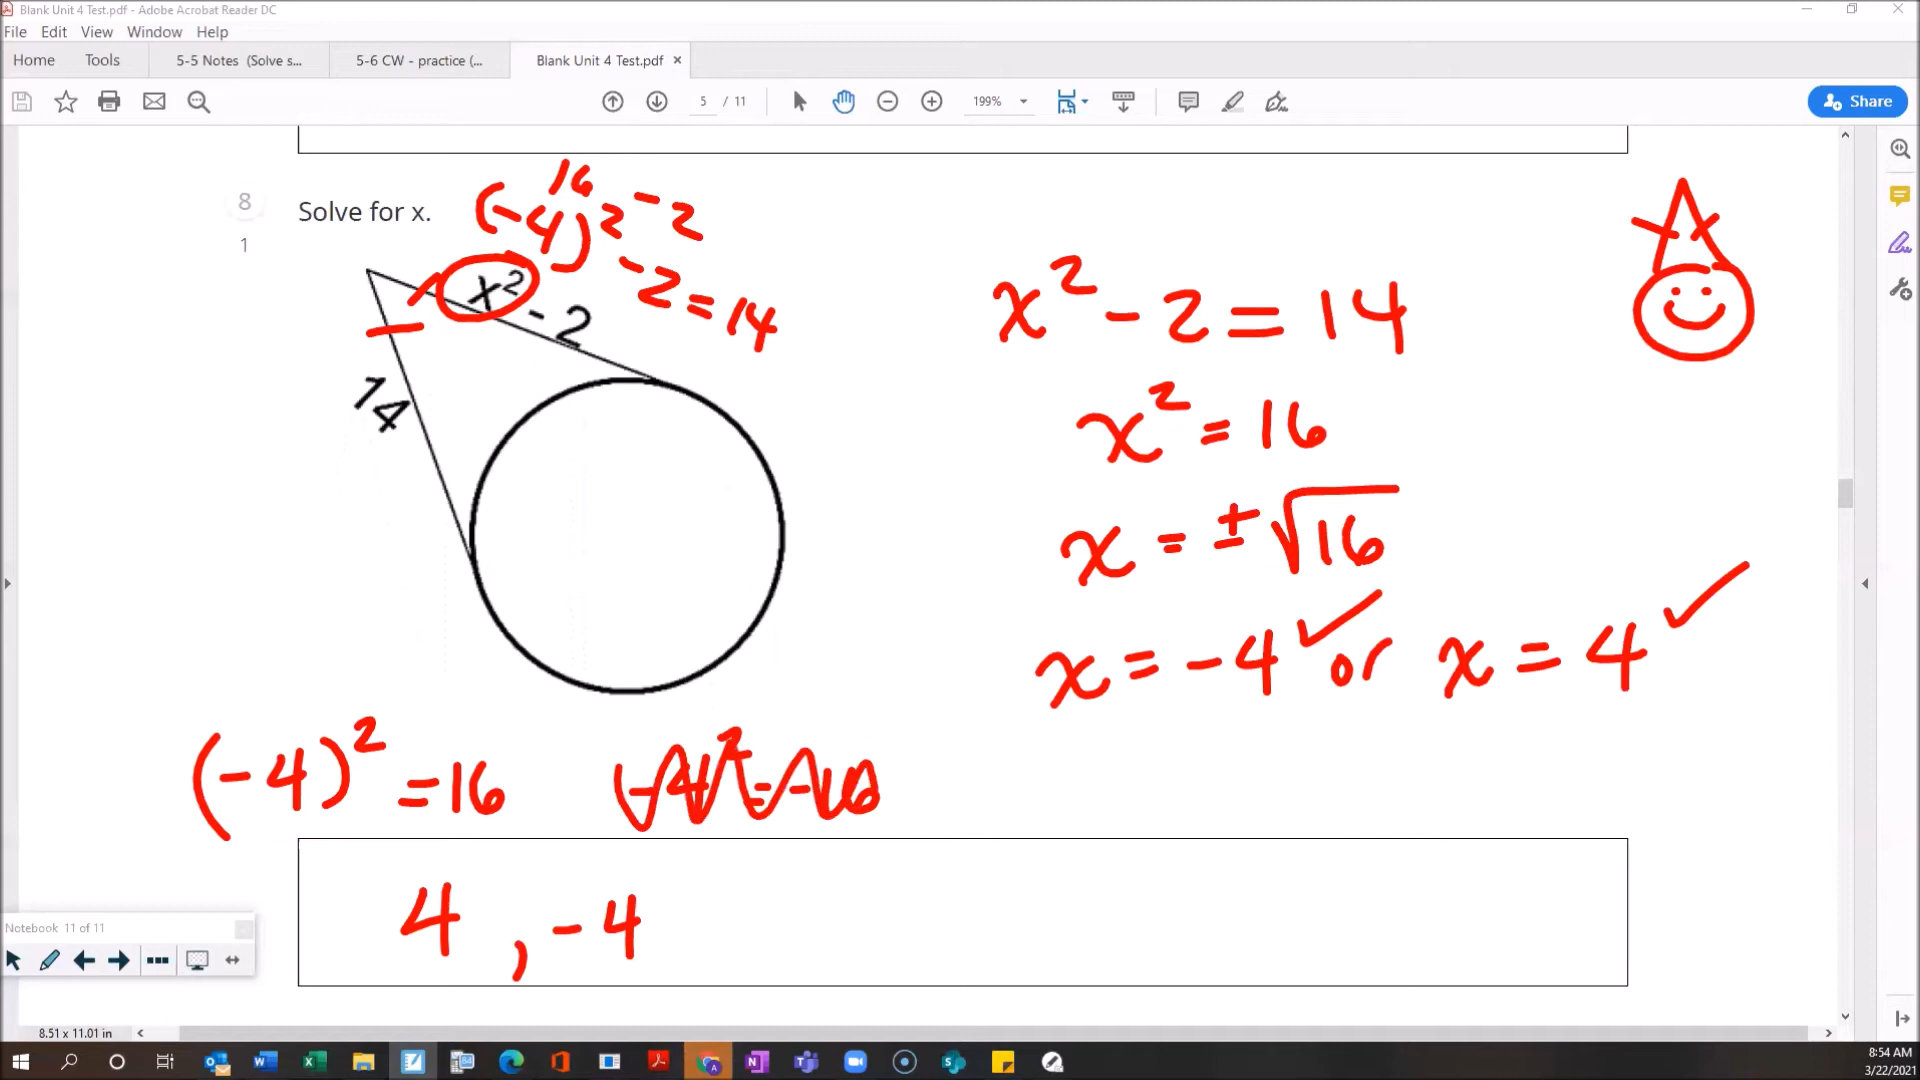 Blank Unit 4 Test.pdf - Adobe Acrobat Reader DC
File Edit View Window Help
Home Tools 5-5 Notes (Solve s... 5-6 CW - practice (... Blank Unit 4 Test.pdf ×
5 / 11 199% Share
8
1
Solve for x.
16
(-4)2 -2
-2=14
x² - 2
14
x² - 2 = 14
x² = 16
x = ±√16
x = -4 ✓ or x = 4 ✓
(-4)² = 16
4 , -4
Notebook 11 of 11
8.51 x 11.01 in
8:54 AM
3/22/2021